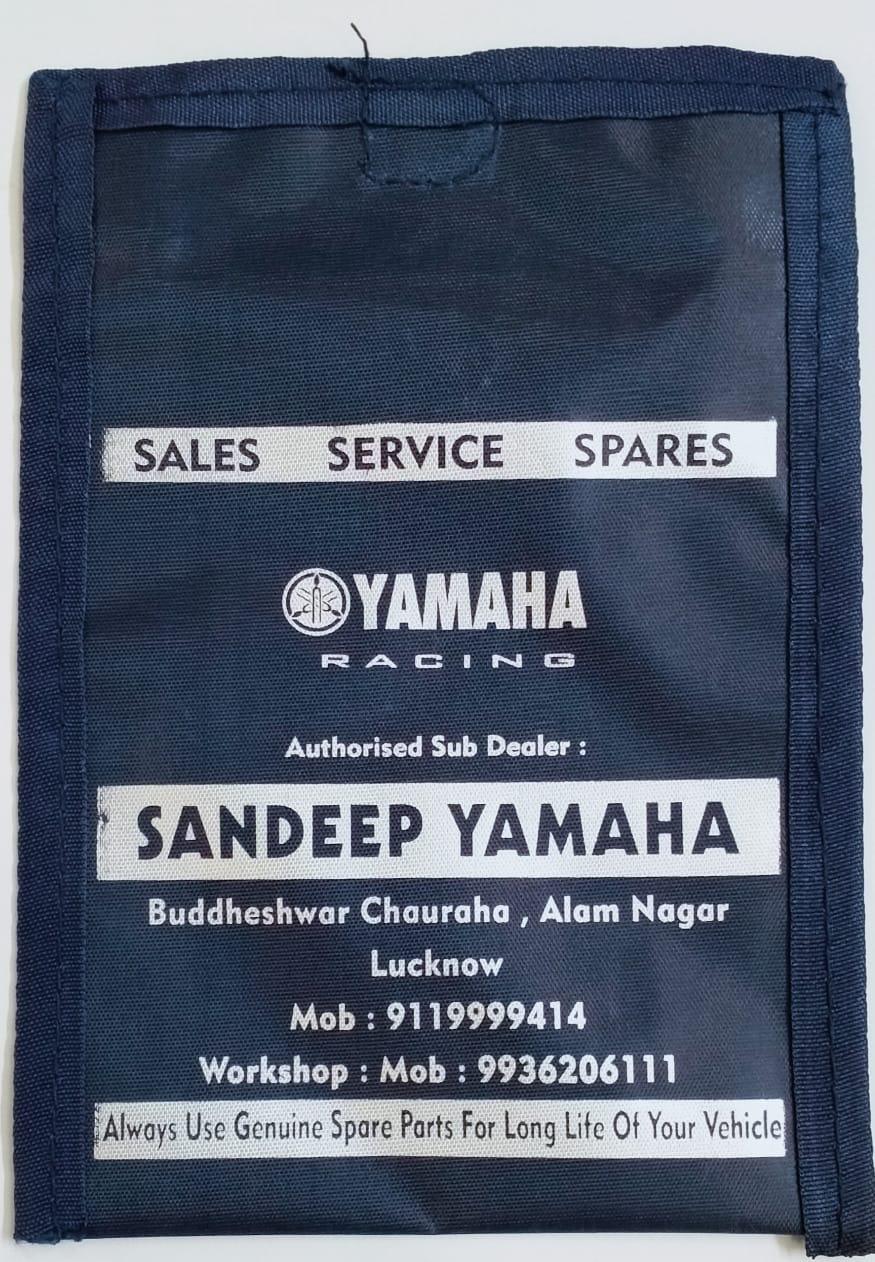 SALES SERVICE SPARES
YAMAHA
RACING
Authorised Sub Dealer :
SANDEEP YAMAHA
Buddheshwar Chauraha , Alam Nagar
Lucknow
Mob : 9119999414
Workshop : Mob : 9936206111
Always Use Genuine Spare Parts For Long Life Of Your Vehicle